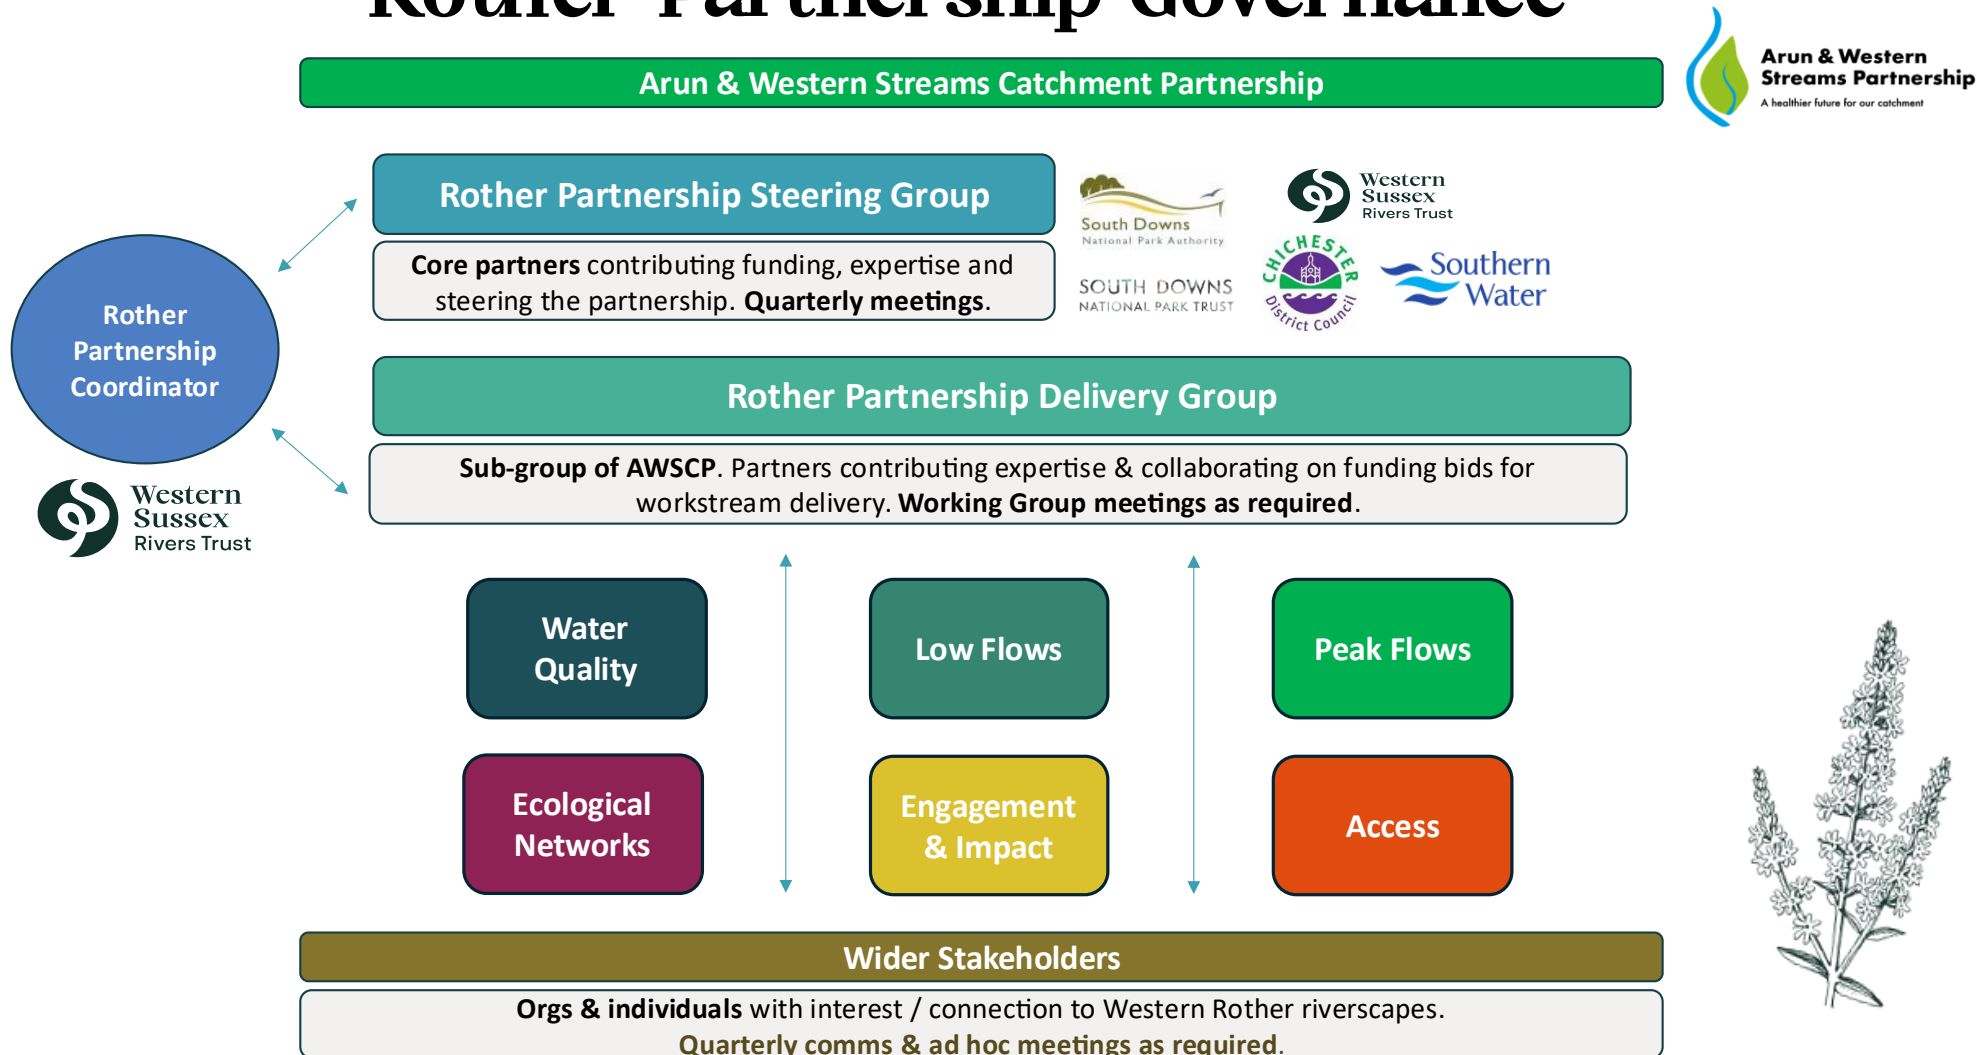 Rother Partnership Governance
Arun & Western Streams Catchment Partnership
Arun & Western
Streams Partnership
A healthier future for our catchment
Rother Partnership Steering Group
Core partners contributing funding, expertise and
steering the partnership. Quarterly meetings.
South Downs
National Park Authority
Western
Sussex
Rivers Trust
SOUTH DOWNS
NATIONAL PARK TRUST
CHICHESTER
District Council
Southern
Water
Rother
Partnership
Coordinator
Western
Sussex
Rivers Trust
Rother Partnership Delivery Group
Sub-group of AWSCP. Partners contributing expertise & collaborating on funding bids for
workstream delivery. Working Group meetings as required.
Water
Quality
Low Flows
Peak Flows
Ecological
Networks
Engagement
& Impact
Access
Wider Stakeholders
Orgs & individuals with interest / connection to Western Rother riverscapes.
Quarterly comms & ad hoc meetings as required.